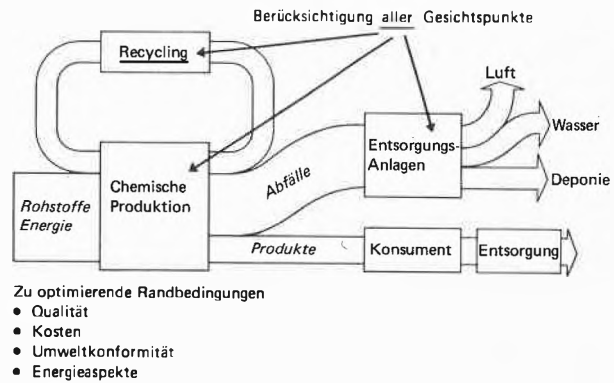 Berücksichtigung aller Gesichtspunkte
Recycling
Luft
Wasser
Entsorgungs-
Anlagen
Chemische
Produktion
Abfälle
Deponie
Rohstoffe
Energie
Produkte
Konsument
Entsorgung
Zu optimierende Randbedingungen
• Qualität
• Kosten
• Umweltkonformität
• Energieaspekte